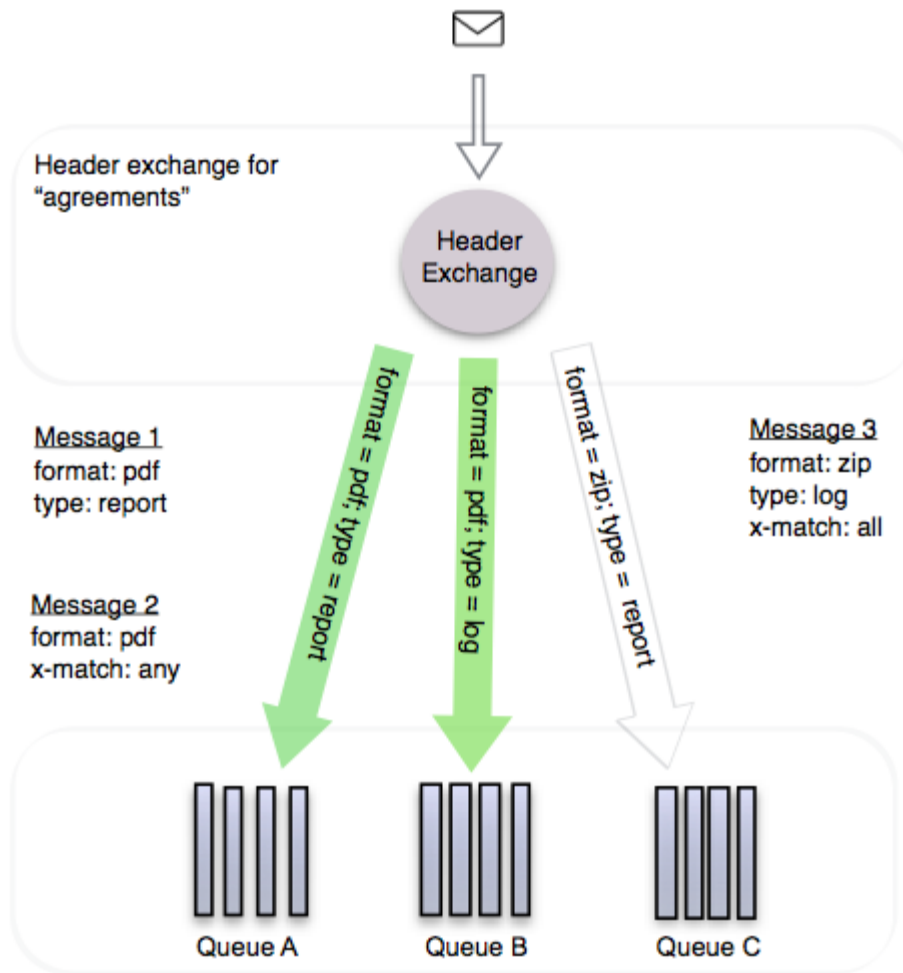 Header exchange for
“agreements”
Header
Exchange
format = pdf; type = report
format = pdf; type = log
format = zip; type = report
Message 1
format: pdf
type: report
Message 2
format: pdf
x-match: any
Message 3
format: zip
type: log
x-match: all
Queue A
Queue B
Queue C